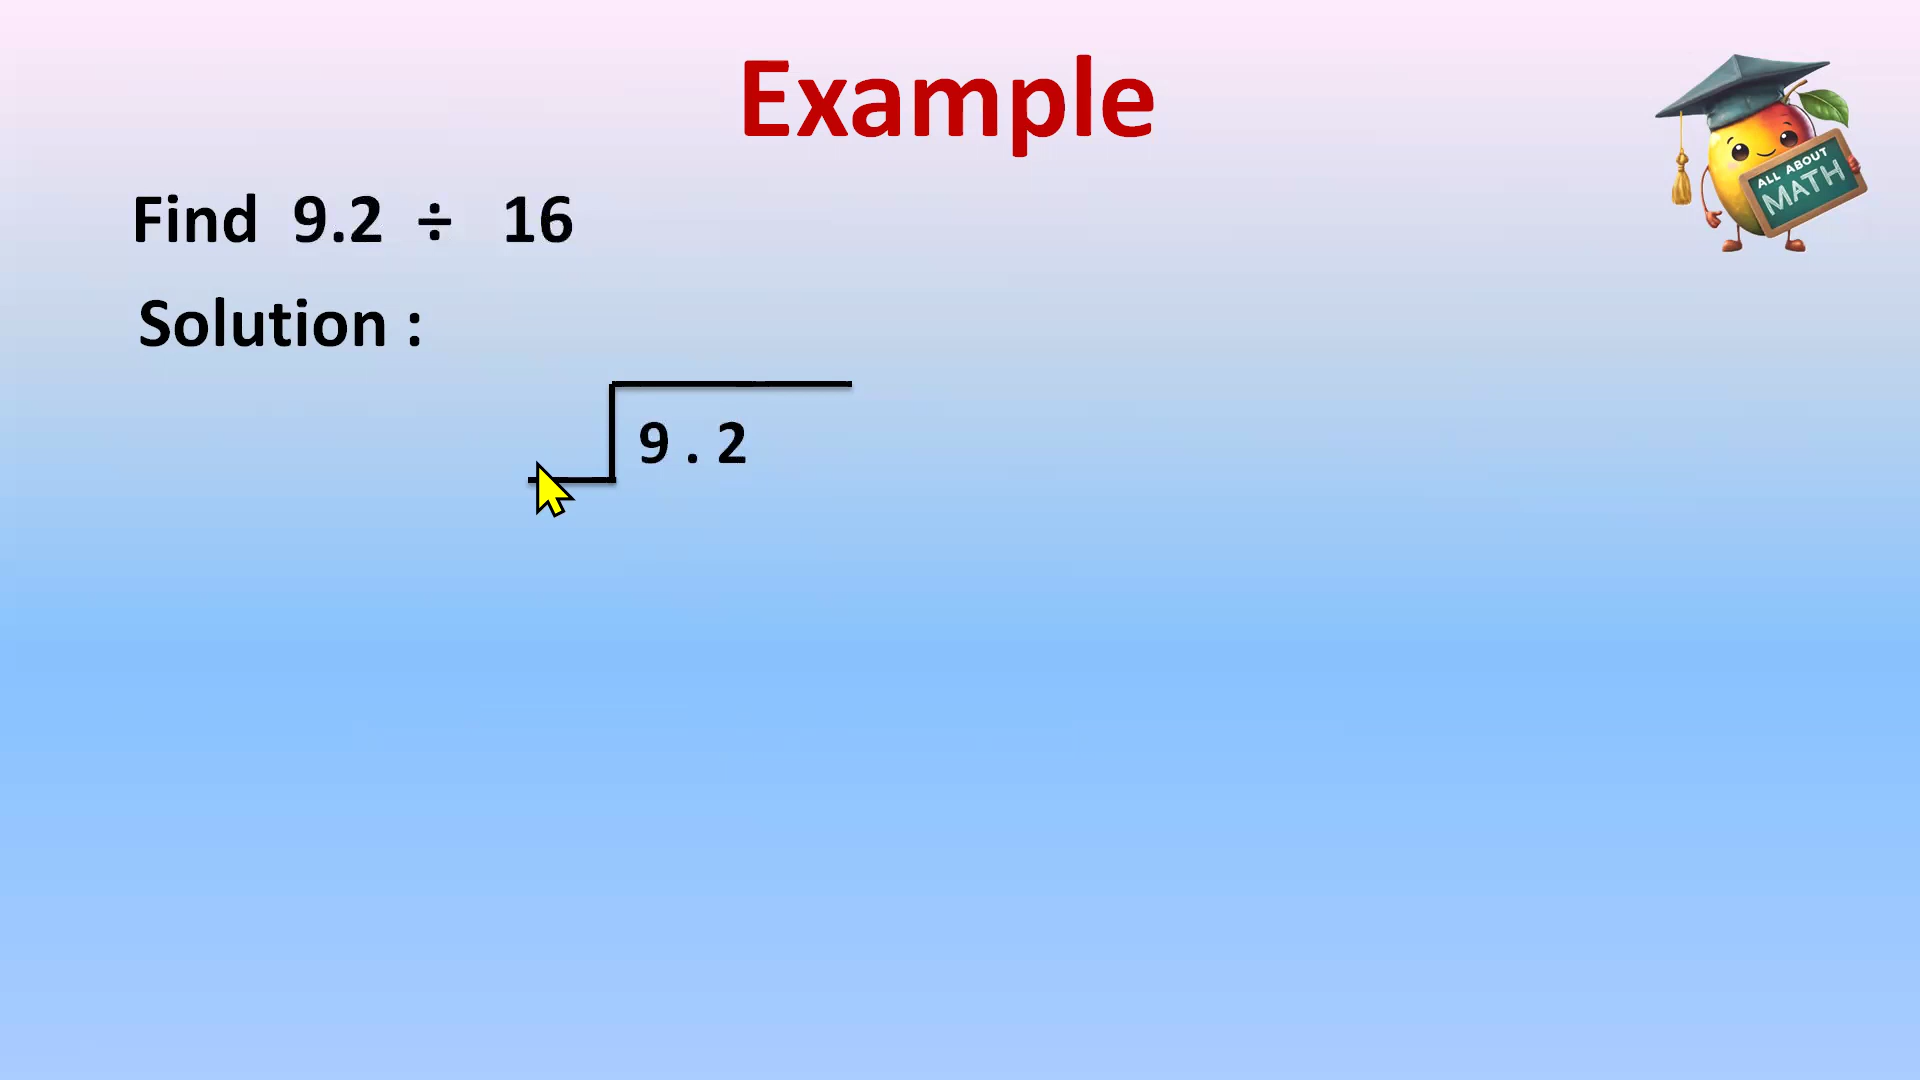 Example
ALL ABOUT
MATH
Find 9.2 ÷ 16
Solution :
9 . 2